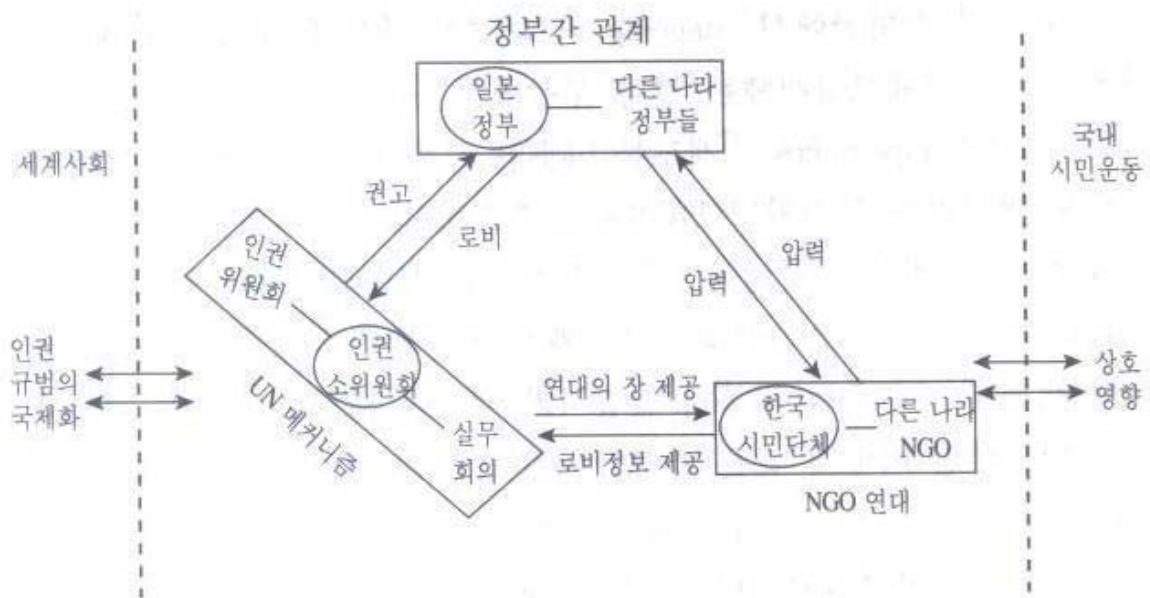 정부간 관계
일본
정부
다른 나라
정부들
세계사회
국내
시민운동
권고
로비
인권
위원회
압력
압력
인권
소위원회
실무
회의
UN 메커니즘
인권
규범의
국제화
연대의 장 제공
로비정보 제공
한국
시민단체
다른 나라
NGO
NGO 연대
상호
영향